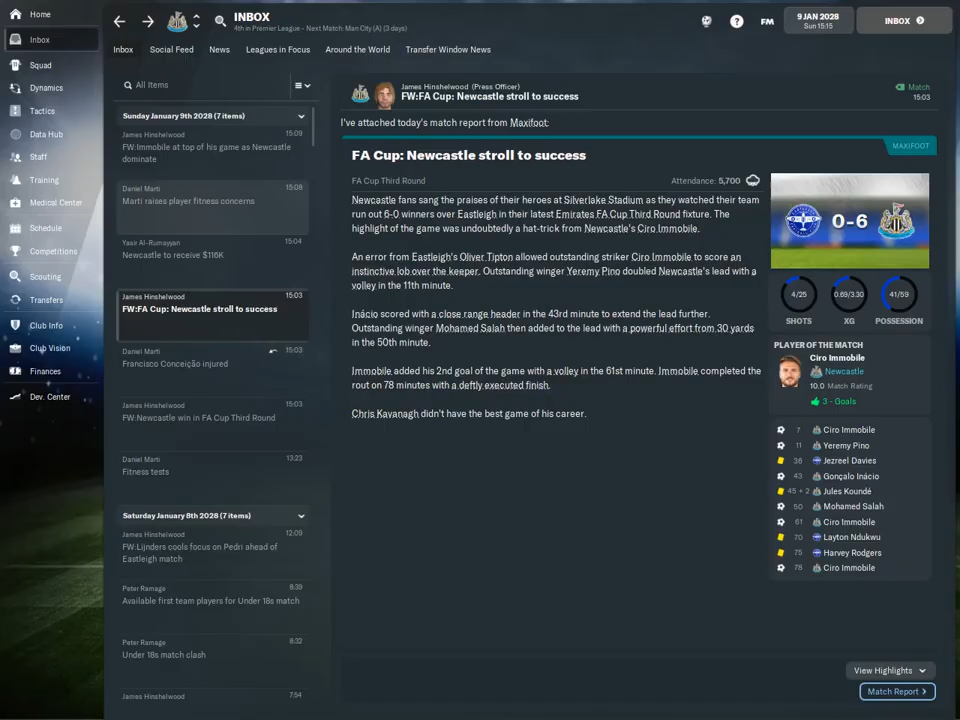 Home
Inbox
Squad
Dynamics
Tactics
Data Hub
Staff
Training
Medical Center
Schedule
Competitions
Scouting
Transfers
Club Info
Club Vision
Finances
Dev. Center
INBOX
4th in Premier League - Next Match: Man City (A) (3 days)
?
FM
9 JAN 2028
Sun 15:15
INBOX
Inbox
Social Feed
News
Leagues in Focus
Around the World
Transfer Window News
All Items
Sunday January 9th 2028 (7 items)
James Hinshelwood
15:09
FW:Immobile at top of his game as Newcastle
dominate
Daniel Marti
15:08
Marti raises player fitness concerns
Yasir Al-Rumayyan
15:04
Newcastle to receive $116K
James Hinshelwood
15:03
FW:FA Cup: Newcastle stroll to success
Daniel Marti
15:03
Francisco Conceição injured
James Hinshelwood
15:03
FW:Newcastle win in FA Cup Third Round
Daniel Marti
13:23
Fitness tests
Saturday January 8th 2028 (7 items)
James Hinshelwood
12:09
FW:Lijnders cools focus on Pedri ahead of
Eastleigh match
Peter Ramage
8:39
Available first team players for Under 18s match
Peter Ramage
8:32
Under 18s match clash
James Hinshelwood
7:54
James Hinshelwood (Press Officer)
FW:FA Cup: Newcastle stroll to success
Match
15:03
I've attached today's match report from Maxifoot:
MAXIFOOT
FA Cup: Newcastle stroll to success
FA Cup Third Round
Attendance: 5,700
Newcastle fans sang the praises of their heroes at Silverlake Stadium as they watched their team
run out 6-0 winners over Eastleigh in their latest Emirates FA Cup Third Round fixture. The
highlight of the game was undoubtedly a hat-trick from Newcastle's Ciro Immobile.
An error from Eastleigh's Oliver Tipton allowed outstanding striker Ciro Immobile to score an
instinctive lob over the keeper. Outstanding winger Yeremy Pino doubled Newcastle's lead with a
volley in the 11th minute.
Inácio scored with a close range header in the 43rd minute to extend the lead further.
Outstanding winger Mohamed Salah then added to the lead with a powerful effort from 30 yards
in the 50th minute.
Immobile added his 2nd goal of the game with a volley in the 61st minute. Immobile completed the
rout on 78 minutes with a deftly executed finish.
Chris Kavanagh didn't have the best game of his career.
0-6
4/25
0.69/3.30
41/59
SHOTS
XG
POSSESSION
PLAYER OF THE MATCH
Ciro Immobile
Newcastle
10.0 Match Rating
3 - Goals
7 Ciro Immobile
11 Yeremy Pino
36 Jezreel Davies
43 Gonçalo Inácio
45 + 2 Jules Koundé
50 Mohamed Salah
61 Ciro Immobile
70 Layton Ndukwu
75 Harvey Rodgers
78 Ciro Immobile
View Highlights
Match Report